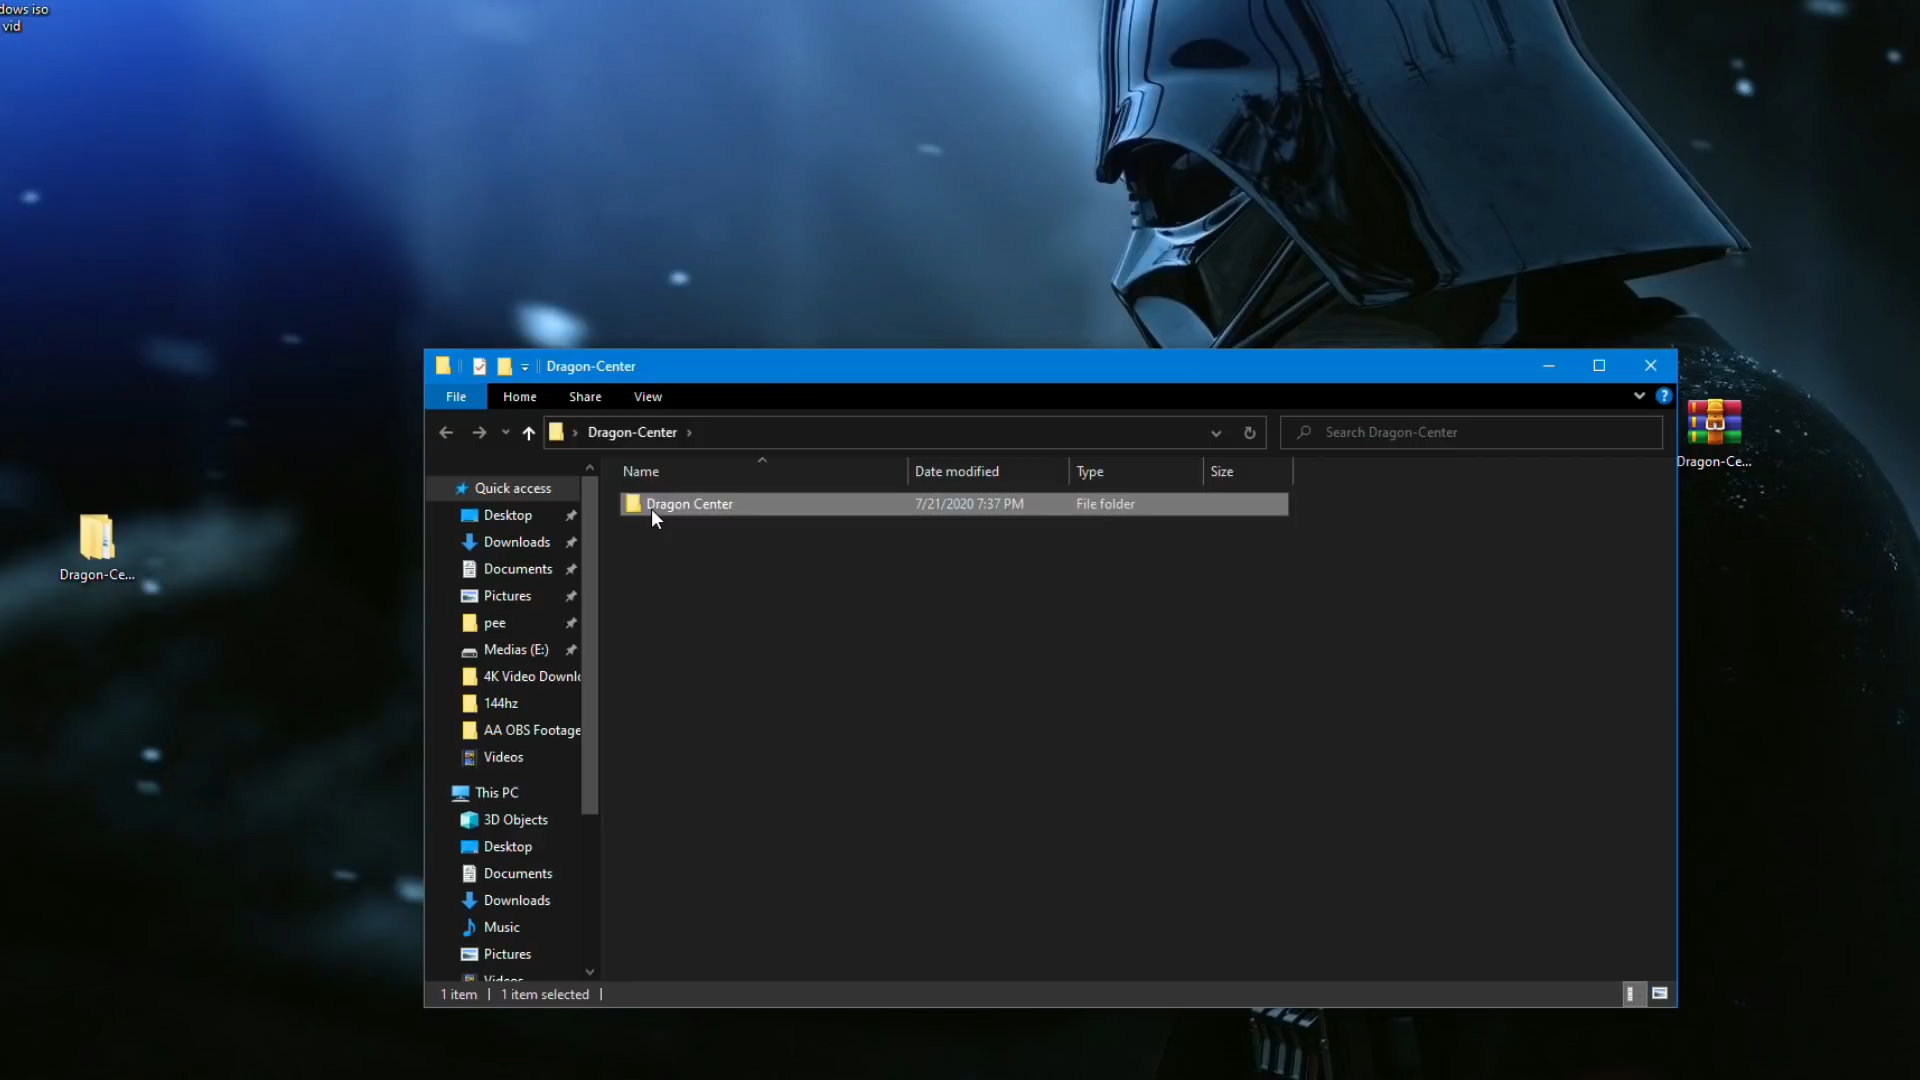 dows iso
vid
Dragon-Center
File Home Share View
Dragon-Center
Search Dragon-Center
Name Date modified Type Size
Dragon Center 7/21/2020 7:37 PM File folder
Quick access
Desktop
Downloads
Documents
Pictures
pee
Medias (E:)
4K Video Downlo
144hz
AA OBS Footage
Videos
This PC
3D Objects
Desktop
Documents
Downloads
Music
Pictures
Videos
1 item 1 item selected
Dragon-Ce...
Dragon-Ce...